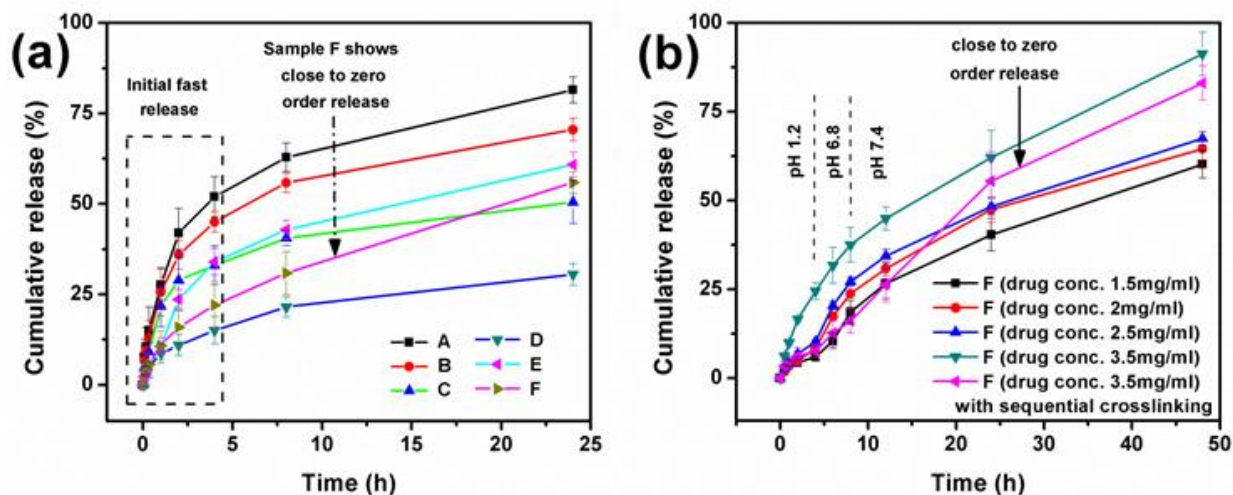 (a)
100
75
50
25
0
Cumulative release (%)
Initial fast
release
Sample F shows
close to zero
order release
A
B
C
D
E
F
0
5
10
15
20
25
Time (h)
(b)
100
75
50
25
0
Cumulative release (%)
pH 1.2
pH 6.8
pH 7.4
close to zero
order release
F (drug conc. 1.5mg/ml)
F (drug conc. 2mg/ml)
F (drug conc. 2.5mg/ml)
F (drug conc. 3.5mg/ml)
F (drug conc. 3.5mg/ml)
with sequential crosslinking
0
10
20
30
40
50
Time (h)